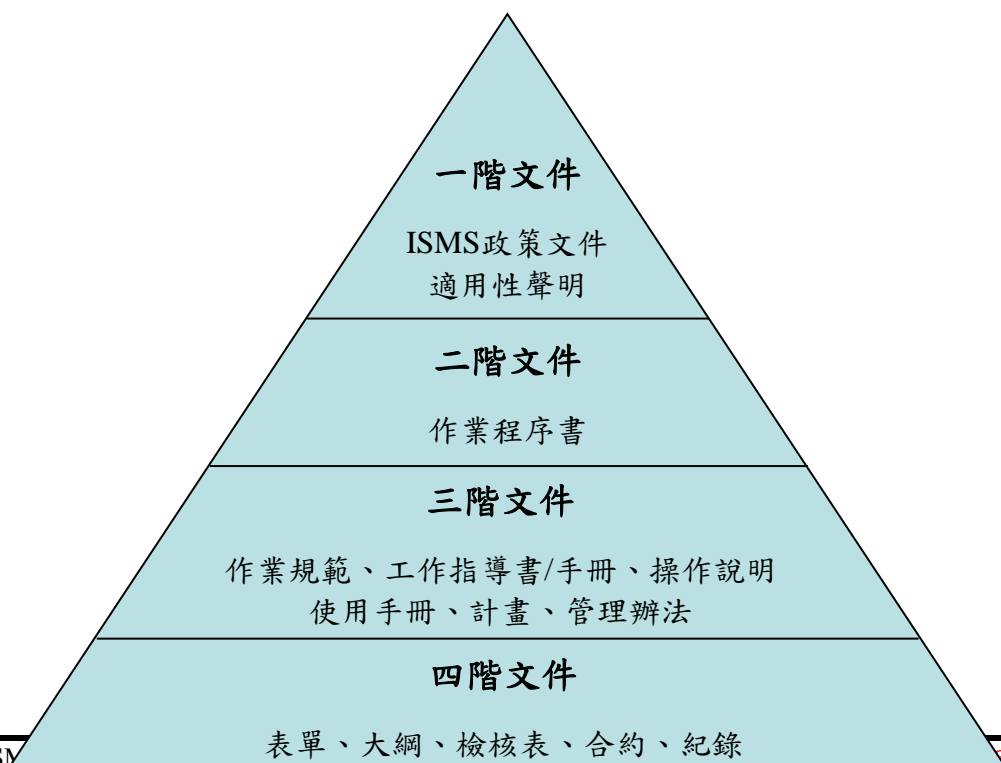 一階文件
ISMS政策文件
適用性聲明
二階文件
作業程序書
三階文件
作業規範、工作指導書/手冊、操作說明
使用手冊、計畫、管理辦法
四階文件
表單、大綱、檢核表、合約、紀錄